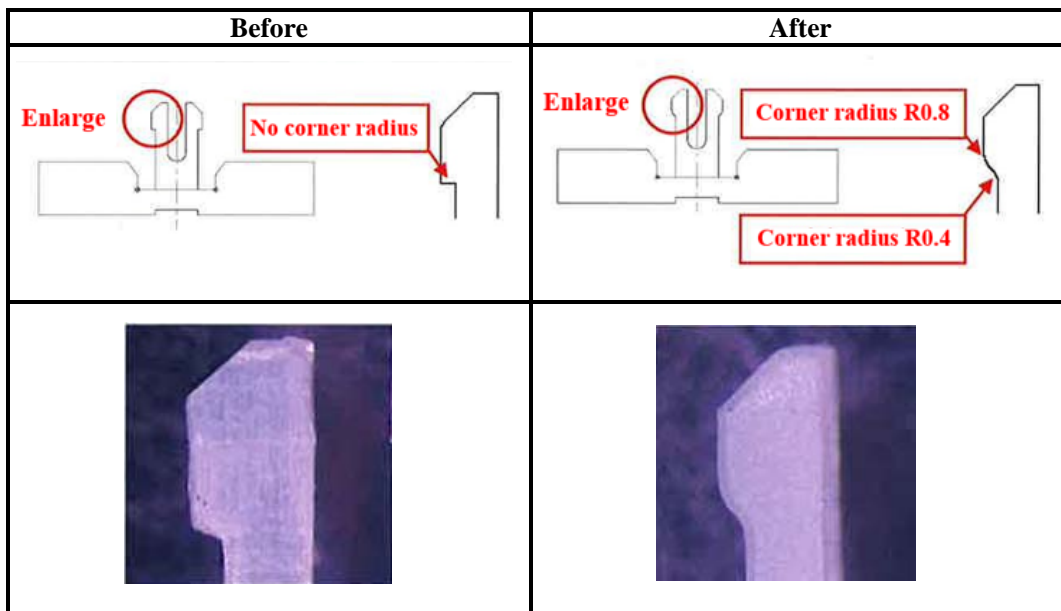 Before
After
Enlarge
No corner radius
Enlarge
Corner radius R0.8
Corner radius R0.4